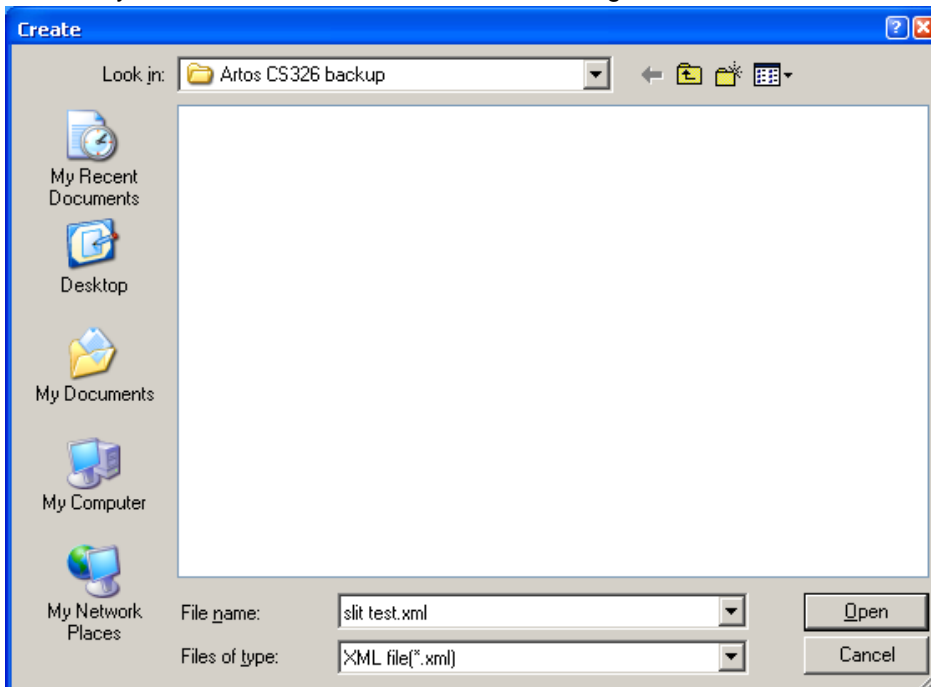 Create
Look in:
Artos CS326 backup
My Recent
Documents
Desktop
My Documents
My Computer
My Network
Places
File name:
slit test.xml
Open
Files of type:
XML file(*.xml)
Cancel